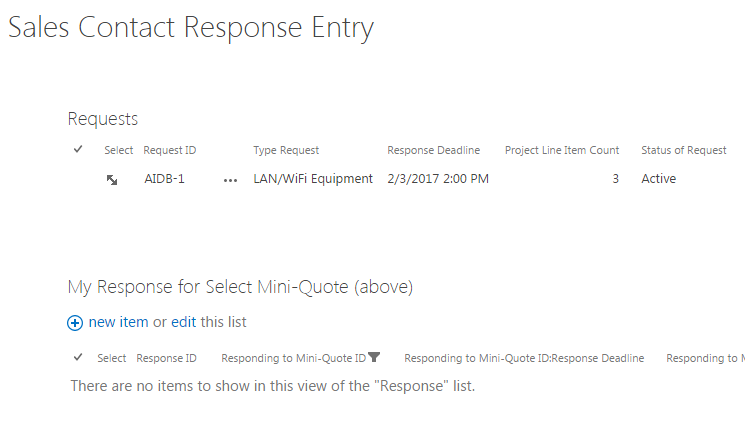 Sales Contact Response Entry
Requests
Select Request ID Type Request Response Deadline Project Line Item Count Status of Request
AIDB-1 ... LAN/WiFi Equipment 2/3/2017 2:00 PM 3 Active
My Response for Select Mini-Quote (above)
new item or edit this list
Select Response ID Responding to Mini-Quote ID Responding to Mini-Quote ID:Response Deadline Responding to
There are no items to show in this view of the "Response" list.